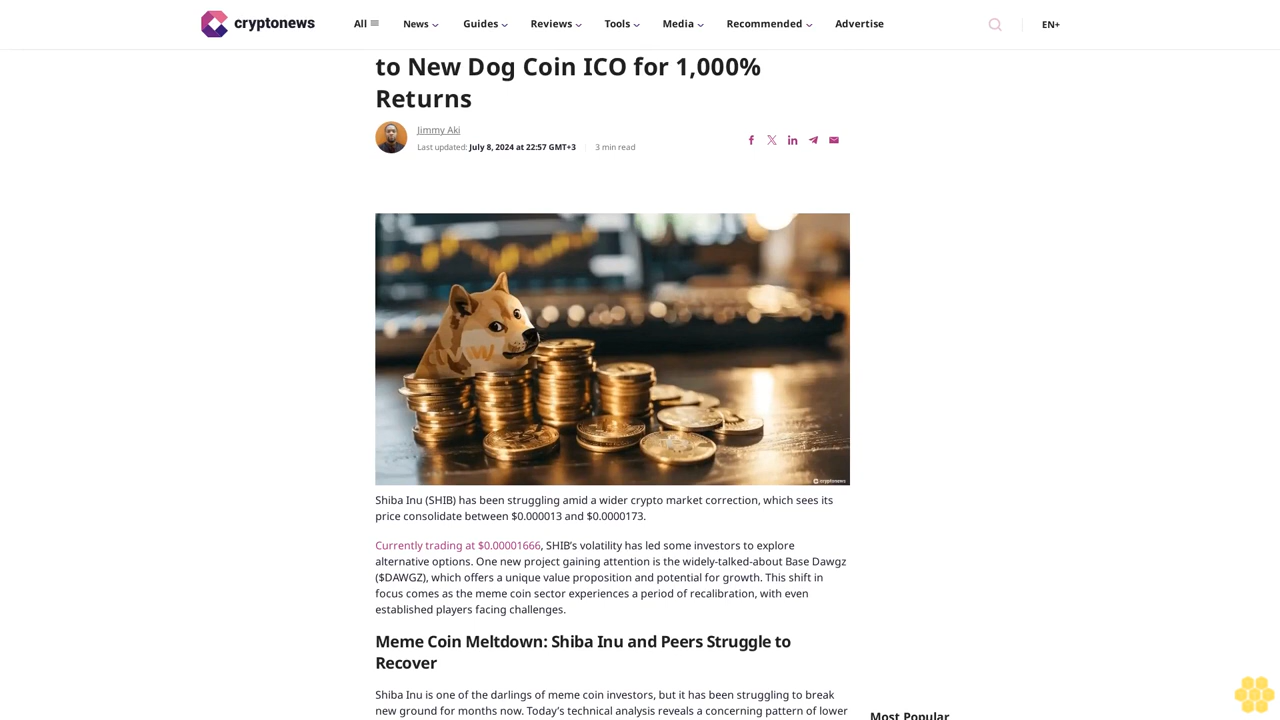 cryptonews
All
News
Guides
Reviews
Tools
Media
Recommended
Advertise
EN+
to New Dog Coin ICO for 1,000%
Returns
Jimmy Aki
Last updated: July 8, 2024 at 22:57 GMT+3
3 min read
cryptonews
Shiba Inu (SHIB) has been struggling amid a wider crypto market correction, which sees its
price consolidate between $0.000013 and $0.0000173.
Currently trading at $0.00001666, SHIB’s volatility has led some investors to explore
alternative options. One new project gaining attention is the widely-talked-about Base Dawgz
($DAWGZ), which offers a unique value proposition and potential for growth. This shift in
focus comes as the meme coin sector experiences a period of recalibration, with even
established players facing challenges.
Meme Coin Meltdown: Shiba Inu and Peers Struggle to
Recover
Shiba Inu is one of the darlings of meme coin investors, but it has been struggling to break
new ground for months now. Today’s technical analysis reveals a concerning pattern of lower
Most Popular